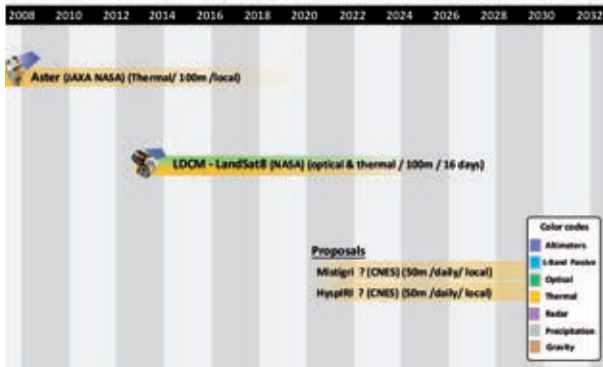 2008 2010 2012 2014 2016 2018 2020 2022 2024 2026 2028 2030 2032
Aster (JAXA NASA) (Thermal/ 100m /local)
LDCM - LandSat8 (NASA) (optical & thermal / 100m / 16 days)
Proposals
Mistigri ? (CNES) (50m /daily/ local)
HyspIRI ? (CNES) (50m /daily/ local)
Color codes
Altimeters
L-Band Passive
Optical
Thermal
Radar
Precipitation
Gravity